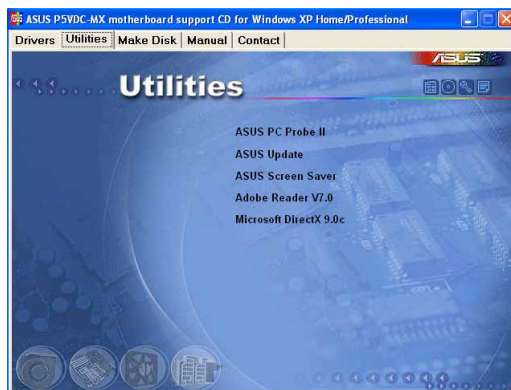 ASUS P5VDC-MX motherboard support CD for Windows XP Home/Professional
Drivers Utilities Make Disk Manual Contact
ASUS
Utilities
ASUS PC Probe II
ASUS Update
ASUS Screen Saver
Adobe Reader V7.0
Microsoft DirectX 9.0c